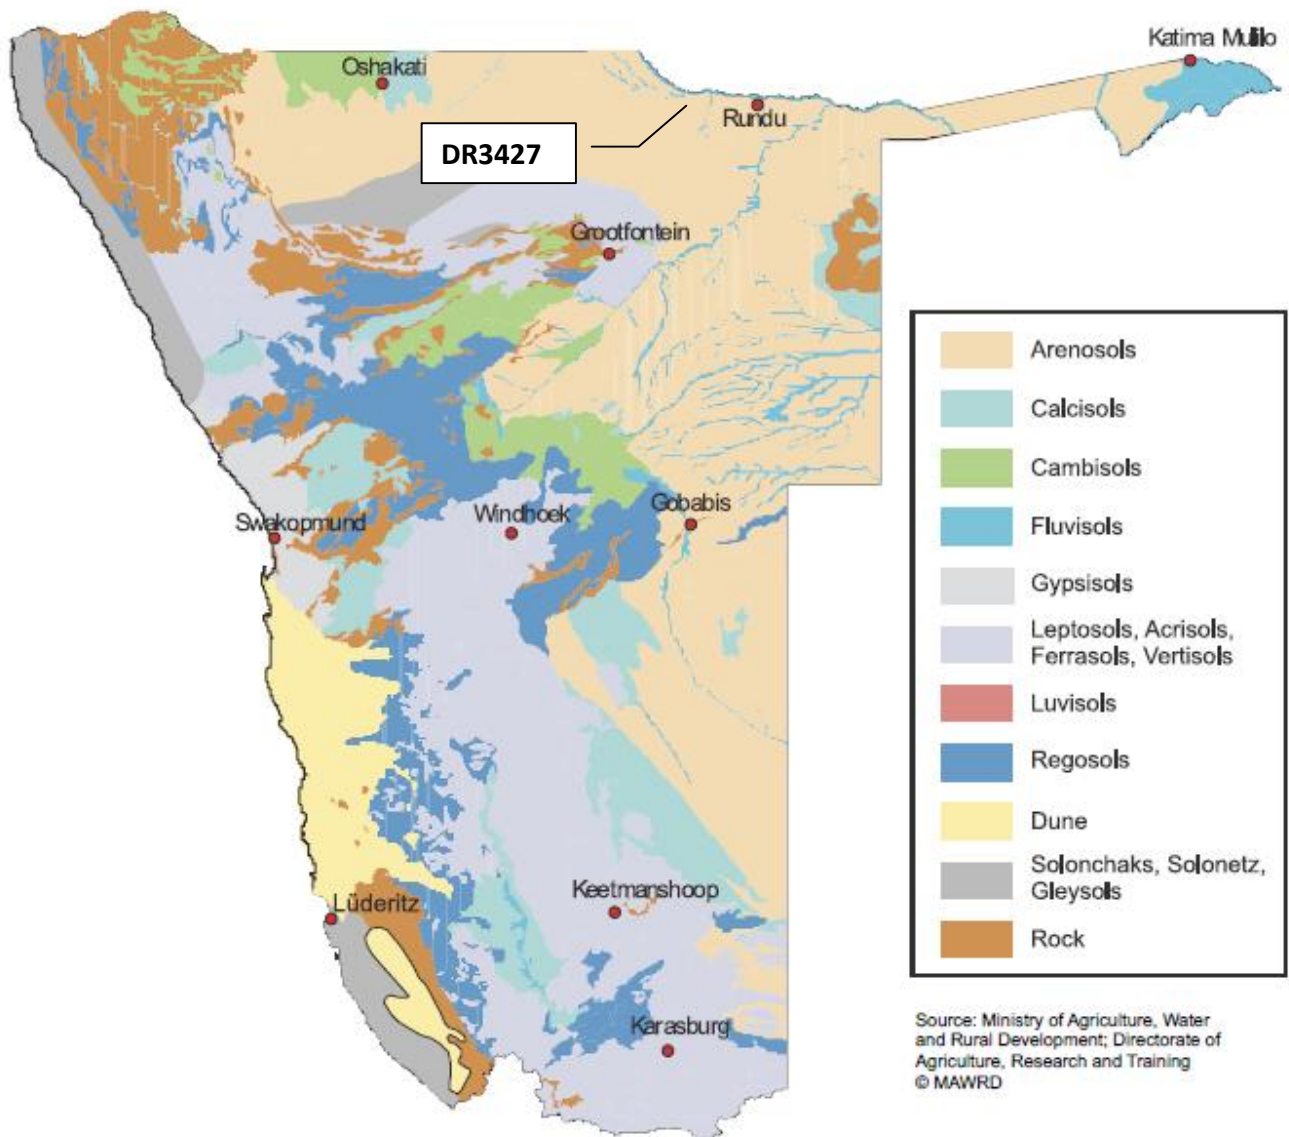 Katima Mulilo
Oshakati
Rundu
DR3427
Grootfontein
Swakopmund
Windhoek
Gobabis
Lüderitz
Keetmanshoop
Karasburg
Arenosols
Calcisols
Cambisols
Fluvisols
Gypsisols
Leptosols, Acrisols,
Ferrasols, Vertisols
Luvisols
Regosols
Dune
Solonchaks, Solonetz,
Gleysols
Rock
Source: Ministry of Agriculture, Water
and Rural Development; Directorate of
Agriculture, Research and Training
© MAWRD